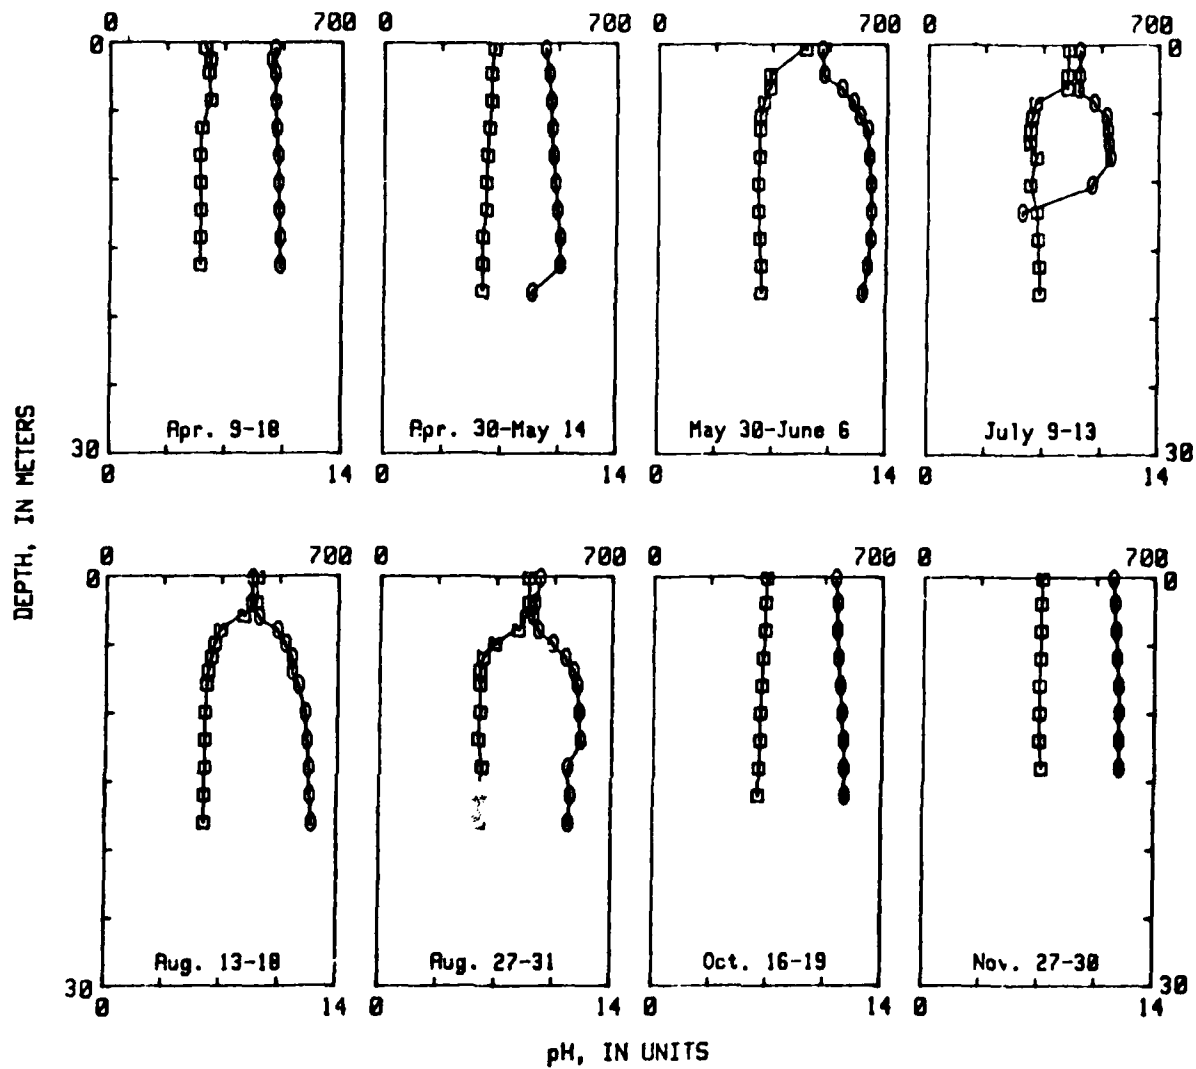 0 700 0 700 0 700 0 700
0 0
Apr. 9-18 Apr. 30-May 14 May 30-June 6 July 9-13
30 30
0 14 0 14 0 14 0 14
DEPTH, IN METERS
0 700 0 700 0 700 0 700
0 0
Aug. 13-18 Aug. 27-31 Oct. 16-19 Nov. 27-30
30 30
0 14 0 14 0 14 0 14
pH, IN UNITS